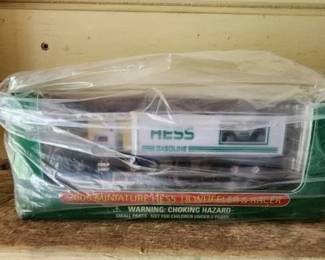 HESS
GASOLINE
MINIATURE HESS 18 WHEELER & RACER
WARNING: CHOKING HAZARD
SMALL PARTS NOT FOR CHILDREN UNDER 3 YEARS